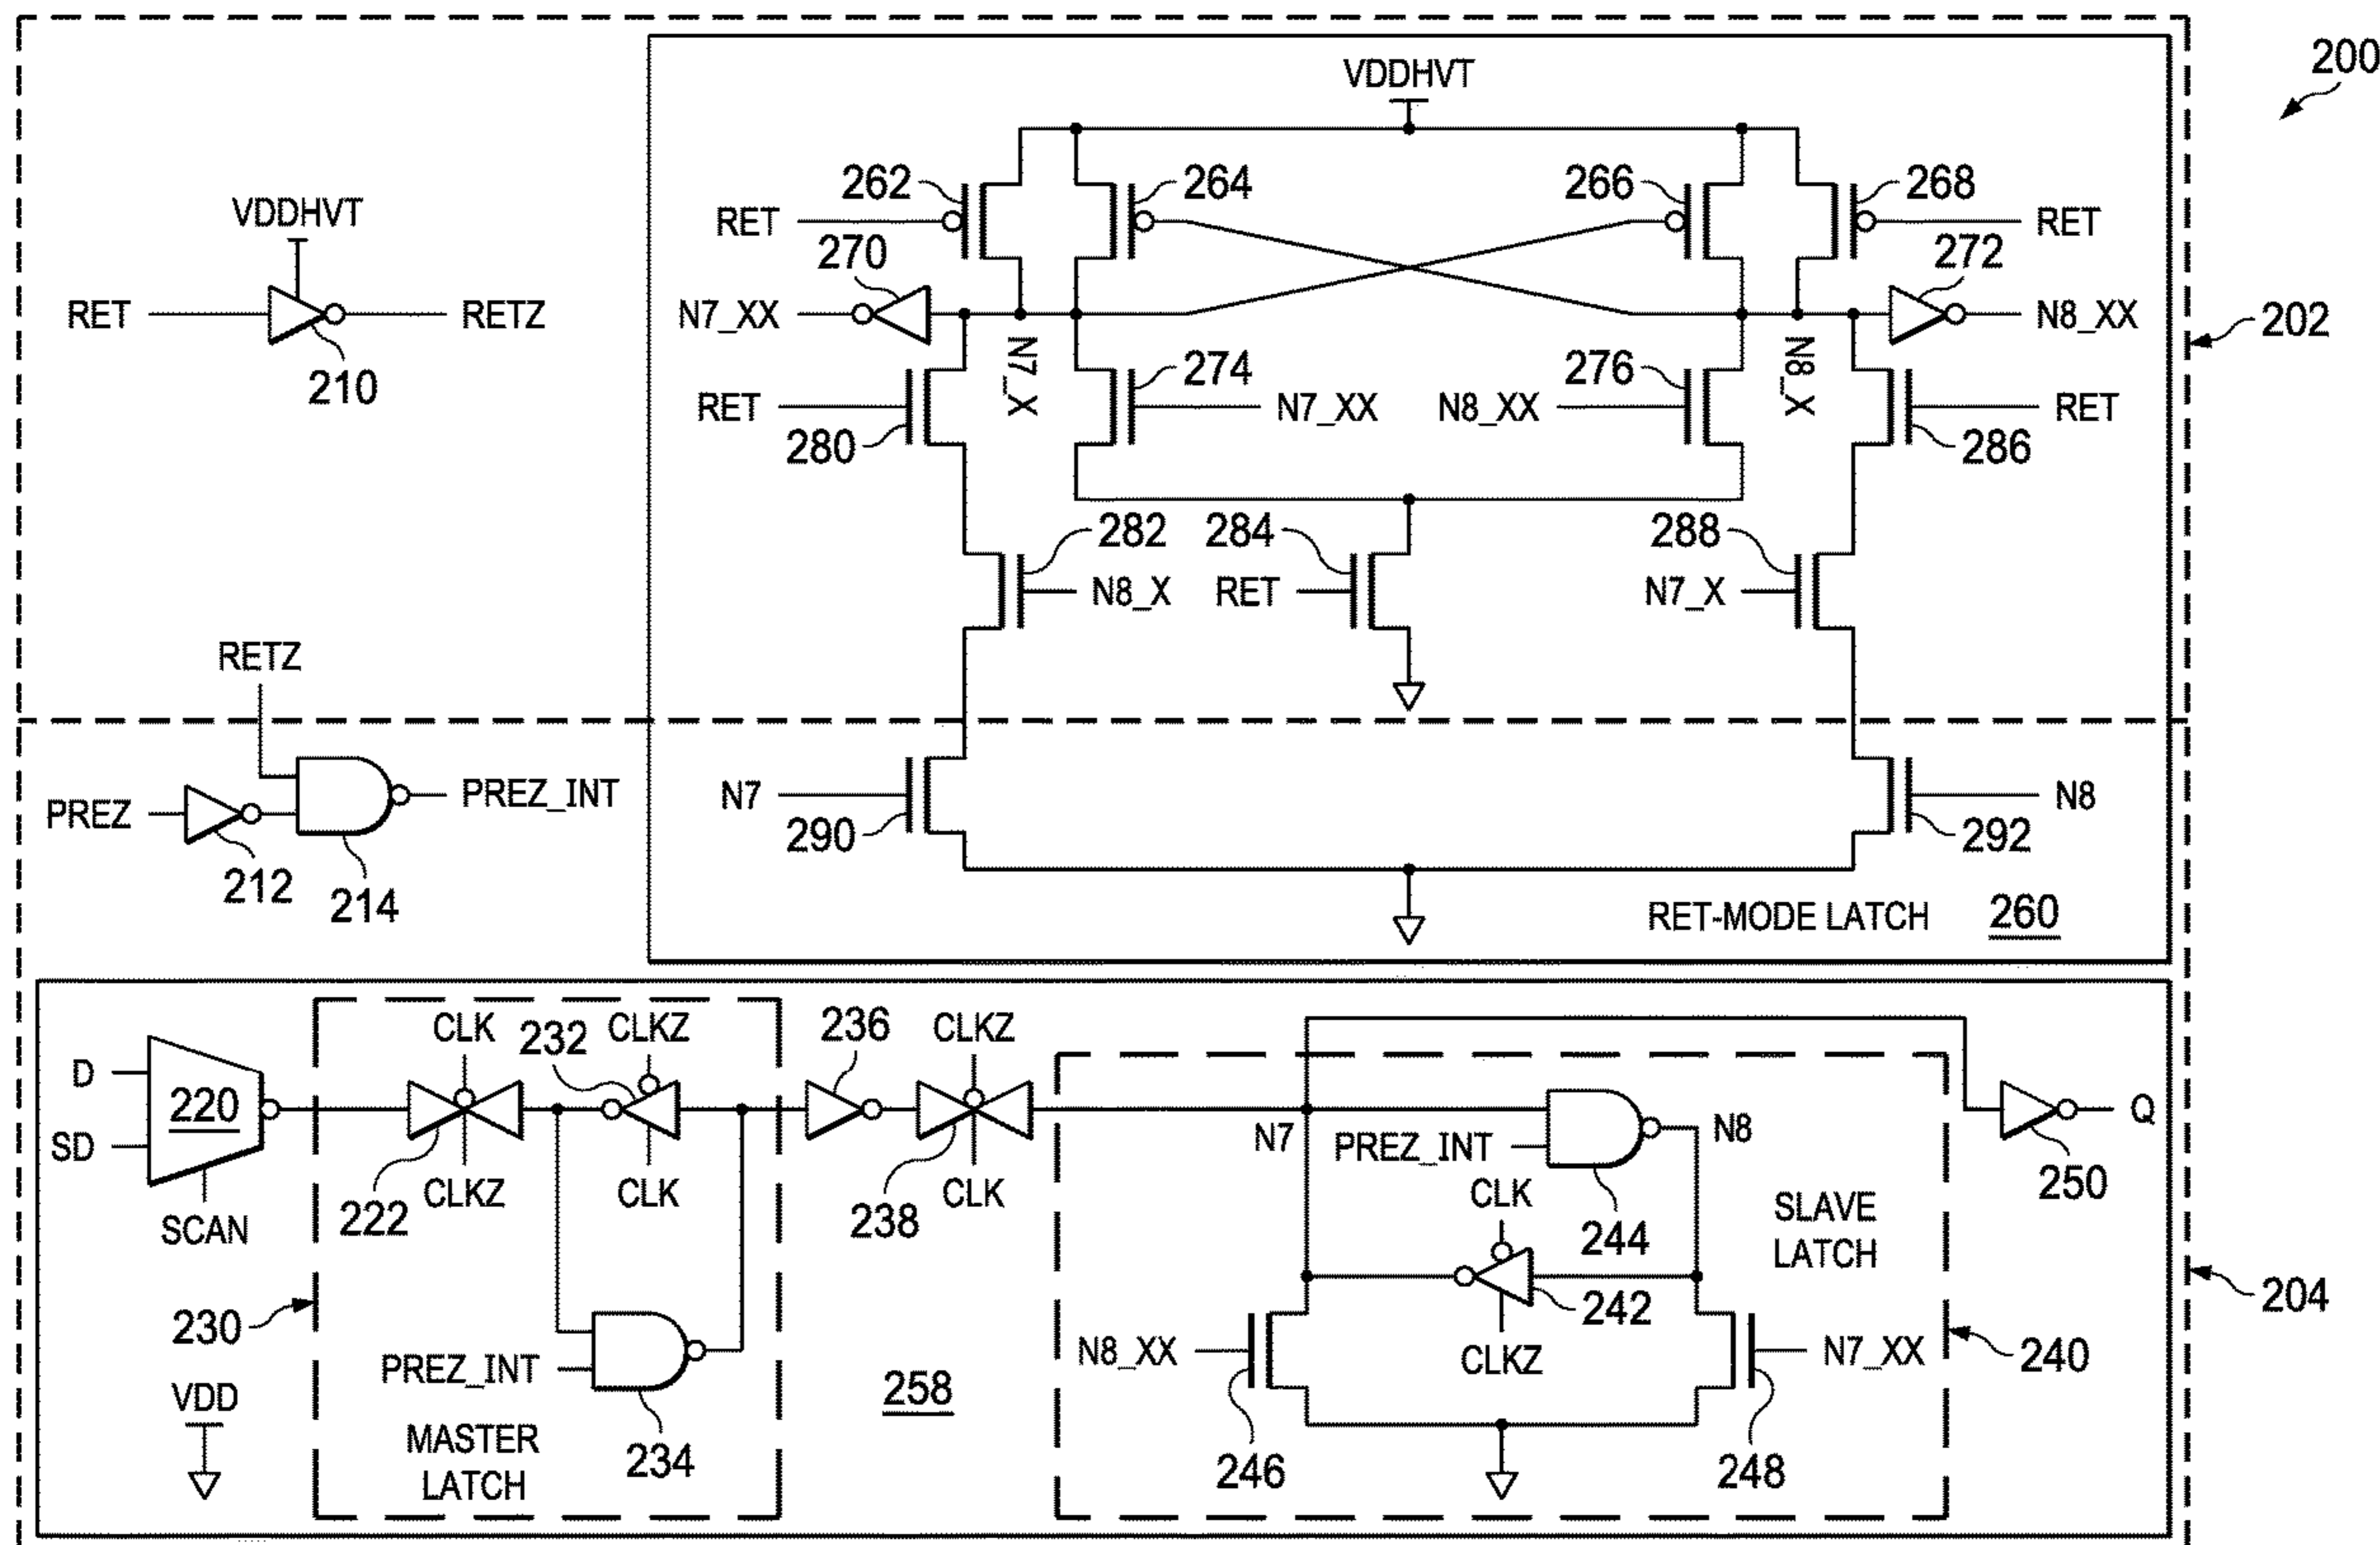 200
VDDHVT
262
264
266
268
VDDHVT
RET
RET
270
272
RET
RETZ
N7_XX
N8_XX
202
210
N7_X
N8_X
274
276
RET
N7_XX
N8_XX
RET
280
286
282
284
288
N8_X
RET
N7_X
RETZ
PREZ
PREZ_INT
N7
N8
290
292
212
214
RET-MODE LATCH
260
CLK
232
CLKZ
236
CLKZ
D
220
SD
N7
PREZ_INT
N8
Q
222
CLKZ
CLK
238
CLK
CLK
244
SLAVE
LATCH
250
SCAN
230
242
204
PREZ_INT
N8_XX
CLKZ
N7_XX
240
VDD
258
MASTER
LATCH
234
246
248